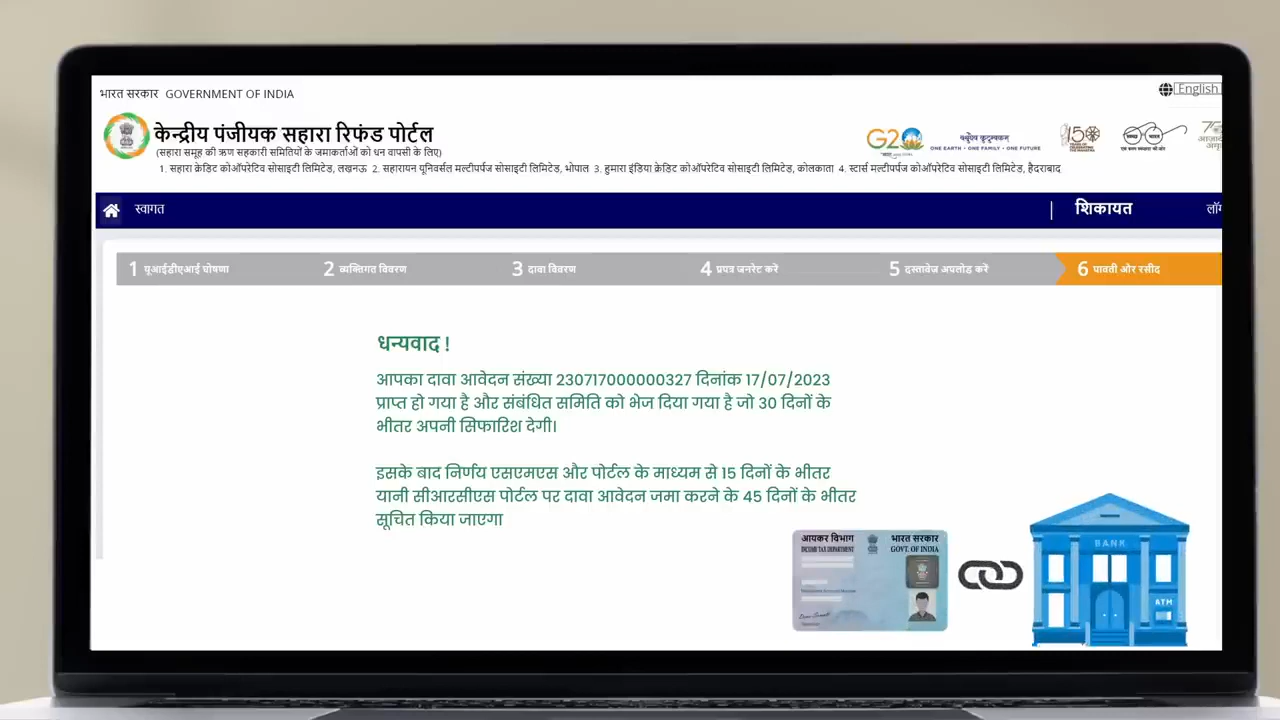 भारत सरकार GOVERNMENT OF INDIA
English
केन्द्रीय पंजीयक सहारा रिफंड पोर्टल
(सहारा समूह की ऋण सहकारी समितियों के जमाकर्ताओं को धन वापसी के लिए)
G20
वसुधैव कुटुम्बकम्
ONE EARTH • ONE FAMILY • ONE FUTURE
1. सहारा क्रेडिट कोऑपरेटिव सोसाइटी लिमिटेड, लखनऊ 2. सहारायन यूनिवर्सल मल्टीपर्पज सोसाइटी लिमिटेड, भोपाल 3. हुमारा इंडिया क्रेडिट कोऑपरेटिव सोसाइटी लिमिटेड, कोलकाता 4. स्टार्स मल्टीपर्पज कोऑपरेटिव सोसाइटी लिमिटेड, हैदराबाद
स्वागत | शिकायत लॉग
1 यूआईडीएआई घोषणा 2 व्यक्तिगत विवरण 3 दावा विवरण 4 प्रपत्र जनरेट करें 5 दस्तावेज अपलोड करें 6 पावती और रसीद
धन्यवाद !
आपका दावा आवेदन संख्या 230717000000327 दिनांक 17/07/2023
प्राप्त हो गया है और संबंधित समिति को भेज दिया गया है जो 30 दिनों के
भीतर अपनी सिफारिश देगी।
इसके बाद निर्णय एसएमएस और पोर्टल के माध्यम से 15 दिनों के भीतर
यानी सीआरसीएस पोर्टल पर दावा आवेदन जमा करने के 45 दिनों के भीतर
सूचित किया जाएगा
आयकर विभाग भारत सरकार
INCOME TAX DEPARTMENT GOVT. OF INDIA
BANK
ATM